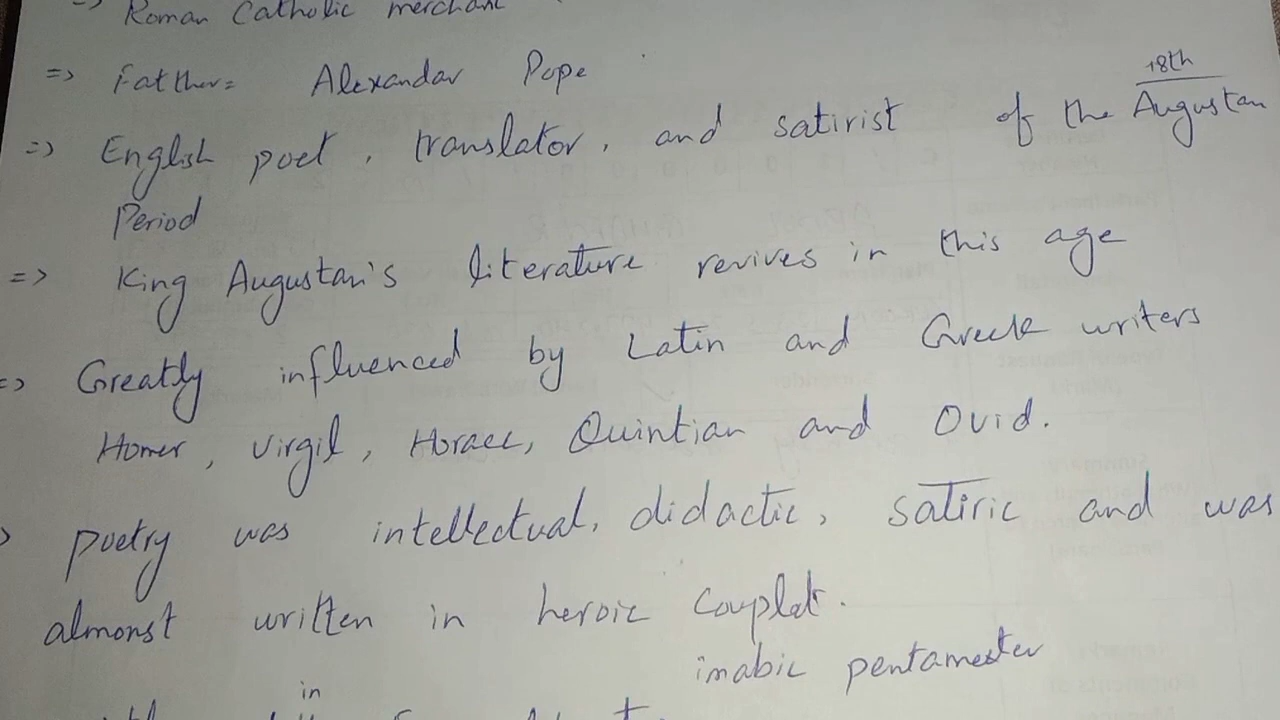 => Roman Catholic merchant
=> Father= Alexandar Pope
18th
=> English poet, translator, and satirist of the Augustan
Period
=> King Augustan's literature revives in this age
=> Greatly influenced by Latin and Greek writers
Homer, Virgil, Horace, Quintian and Ovid.
poetry was intellectual, didactic, satiric and was
almonst written in heroic Couplet.
imabic pentameter
in